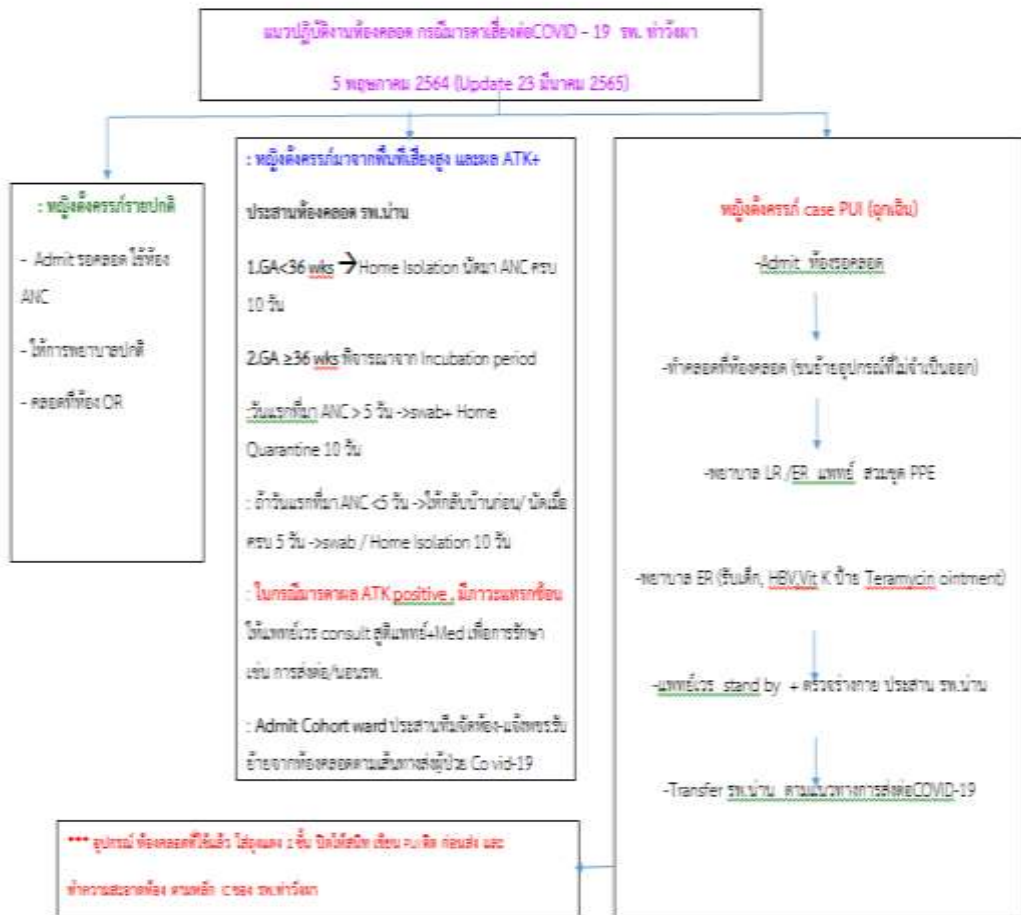 แนวปฏิบัติงานห้องคลอด กรณีมารดาเสี่ยงต่อCOVID – 19 รพ. ท่าวังผา
5 พฤษภาคม 2564 (Update 23 มีนาคม 2565)
: หญิงตั้งครรภ์รายปกติ
- Admit รอคลอด ใช้ห้อง
ANC
- ให้การพยาบาลปกติ
- คลอดที่ห้อง OR
: หญิงตั้งครรภ์มาจากพื้นที่เสี่ยงสูง และผล ATK+
ประสานห้องคลอด รพ.น่าน
1.GA<36 wks → Home Isolation นัดมา ANC ครบ
10 วัน
2.GA ≥36 wks พิจารณาจาก Incubation period
:วันแรกที่มา ANC > 5 วัน ->swab+ Home
Quarantine 10 วัน
: ถ้าวันแรกที่มา ANC <5 วัน ->ให้กลับบ้านก่อน/ นัดเมื่อ
ครบ 5 วัน ->swab / Home Isolation 10 วัน
: ในกรณีมารดาผล ATK positive , มีภาวะแทรกซ้อน
ให้แพทย์เวร consult สูติแพทย์+Med เพื่อการรักษา
เช่น การส่งต่อ/นอนรพ.
: Admit Cohort ward ประสานทีมจัดห้อง-แจ้งพขร.รับ
ย้ายจากห้องคลอดตามเส้นทางส่งผู้ป่วย Co vid-19
หญิงตั้งครรภ์ case PUI (ฉุกเฉิน)
-Admit ห้องรอคลอด
-ทำคลอดที่ห้องคลอด (ขนย้ายอุปกรณ์ที่ไม่จำเป็นออก)
-พยาบาล LR /ER แพทย์ สวมชุด PPE
-พยาบาล ER (รับเด็ก, HBV,Vit K ป้าย Teramycin ointment)
-แพทย์เวร stand by + ตรวจร่างกาย ประสาน รพ.น่าน
-Transfer รพ.น่าน ตามแนวทางการส่งต่อCOVID-19
*** อุปกรณ์ ห้องคลอดที่ใช้แล้ว ใส่ถุงแดง 2 ชั้น ปิดให้สนิท เขียน PUI ติด ก่อนส่ง และ
ทำความสะอาดห้อง ตามหลัก IC ของ รพ.ท่าวังผา